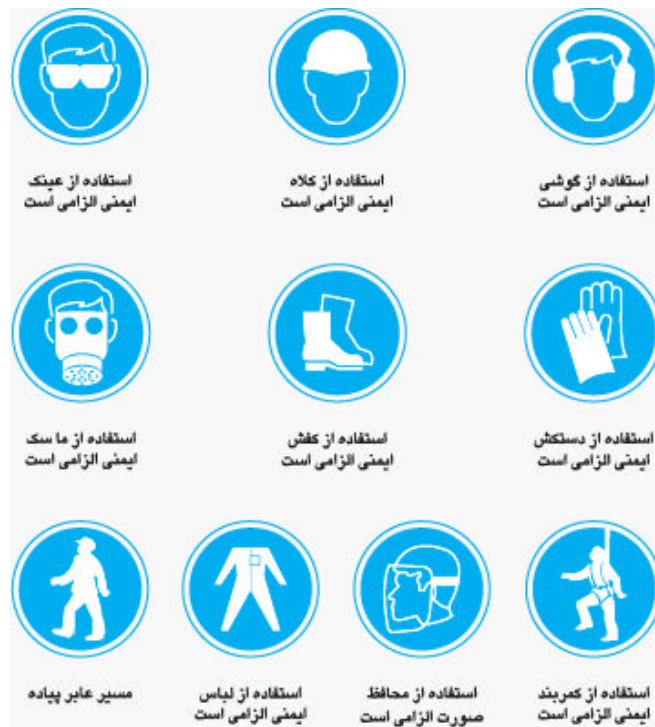 استفاده از گوشی
ایمنی الزامی است
استفاده از کلاه
ایمنی الزامی است
استفاده از عینک
ایمنی الزامی است
استفاده از دستکش
ایمنی الزامی است
استفاده از کفش
ایمنی الزامی است
استفاده از ما سک
ایمنی الزامی است
استفاده از کمربند
ایمنی الزامی است
استفاده از محافظ
صورت الزامی است
استفاده از لباس
ایمنی الزامی است
مسیر عابر پیاده